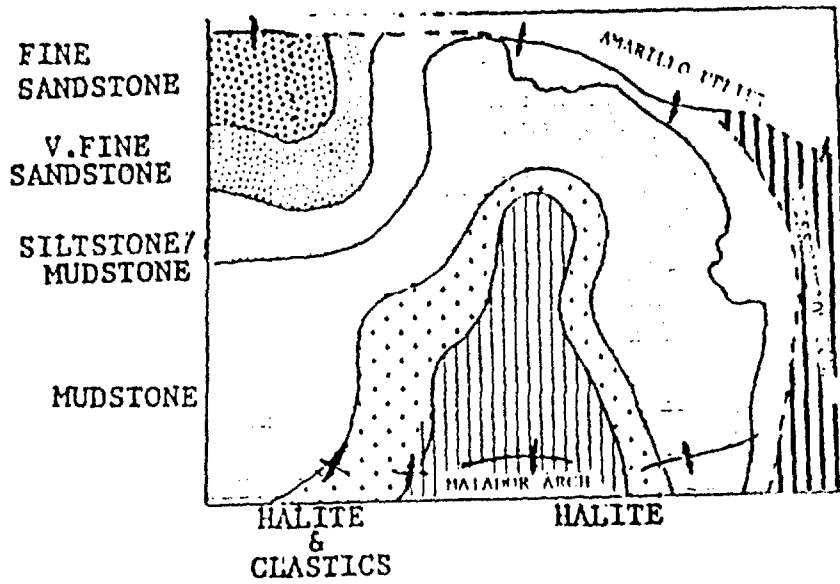 FINE
SANDSTONE
V.FINE
SANDSTONE
SILTSTONE/
MUDSTONE
MUDSTONE
AMARILLO UPLIFT
MATADOR ARCH
HALITE
&
CLASTICS
HALITE